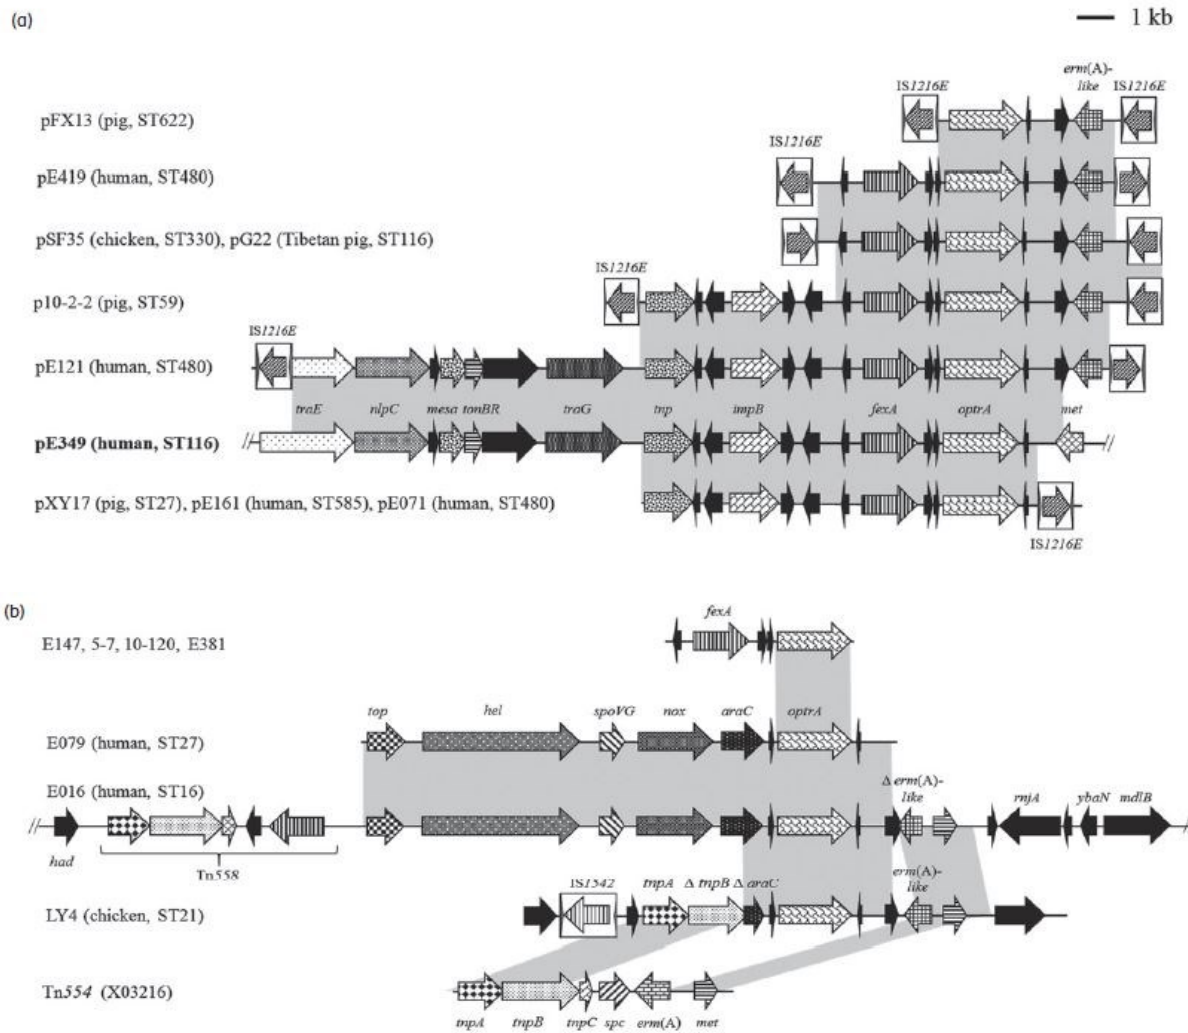 (a)
1 kb
erm(A)-
IS1216E like IS1216E
pFX13 (pig, ST622)
IS1216E
pE419 (human, ST480)
pSF35 (chicken, ST330), pG22 (Tibetan pig, ST116)
IS1216E
p10-2-2 (pig, ST59)
IS1216E
pE121 (human, ST480)
traE nlpC mesa tonBR traG tnp impB fexA optrA met
// //
pE349 (human, ST116)
pXY17 (pig, ST27), pE161 (human, ST585), pE071 (human, ST480)
IS1216E
(b)
fexA
E147, 5-7, 10-120, E381
top hel spoVG nox araC optrA
E079 (human, ST27)
E016 (human, ST16)
Δ erm(A)-
like rnjA ybaN mdlB
// //
had
Tn558
IS1542 tnpA Δ tnpB Δ araC erm(A)-
like
LY4 (chicken, ST21)
Tn554 (X03216)
tnpA tnpB tnpC spc erm(A) met